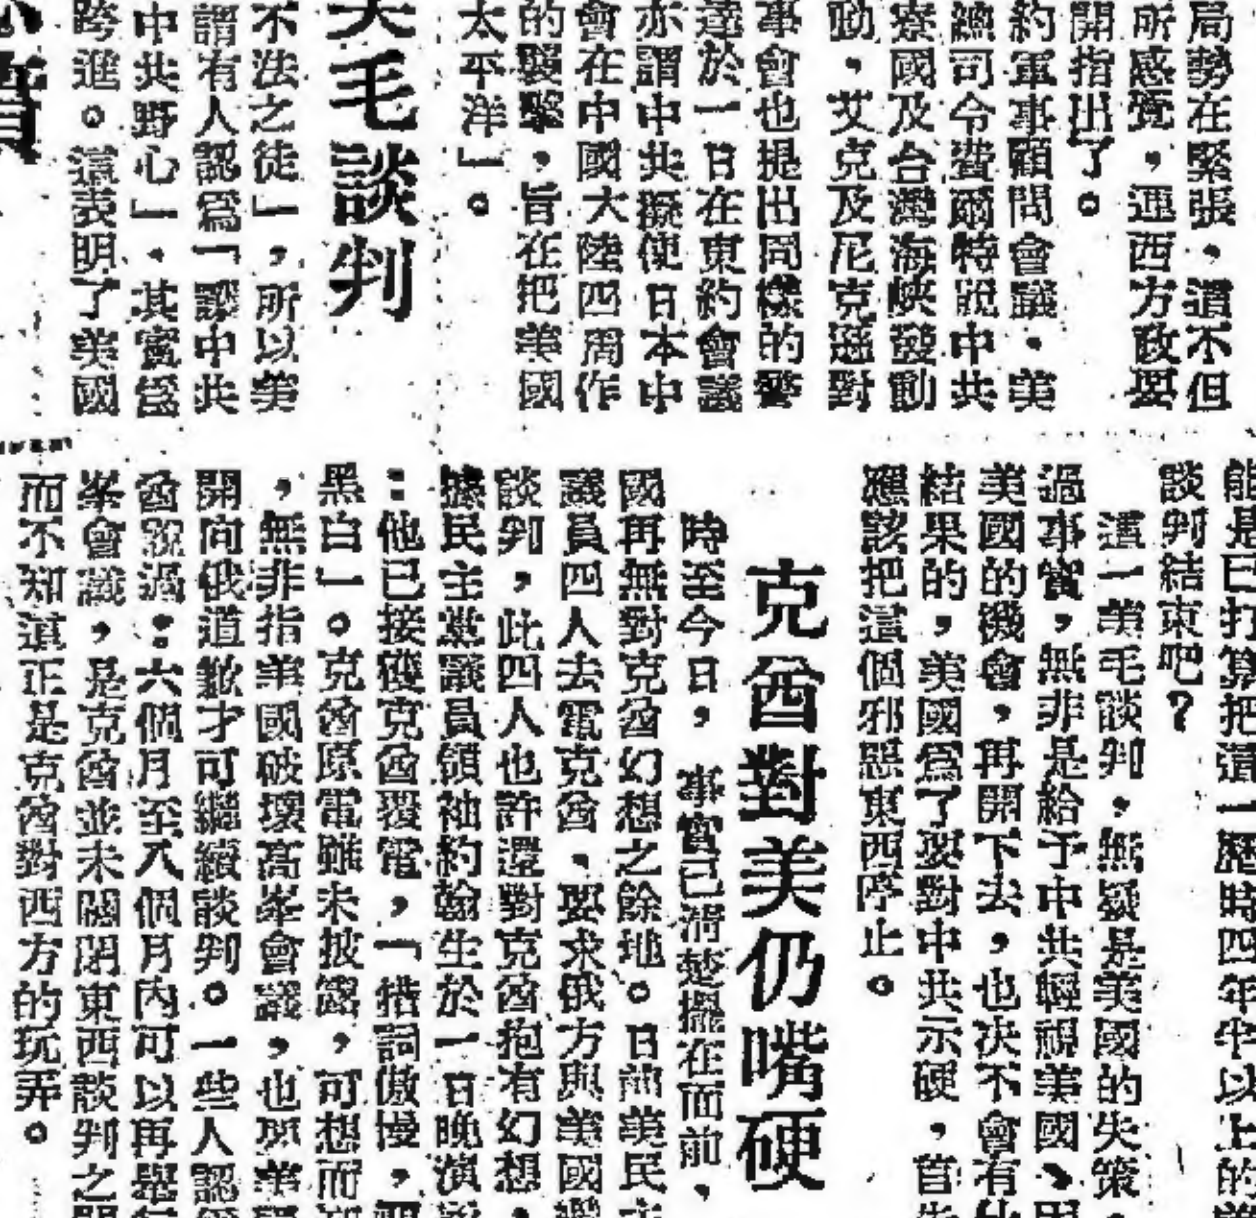 局勢在緊張，這不但
所感覺，連西方政要
開指出了。
約軍事顧問會議，美
總司令費爾特說中共
寮國及台灣海峽發動
動，艾克及尼克遜對
事會也提出同樣的警
達於一日在東約會議
亦謂中共擬使日本中
會在中國大陸四周作
的襲擊，旨在把美國
太平洋」。
美毛談判
不法之徒」，所以美
謂有人認爲「談中共
中共野心」，其實爲
跨進。這表明了美國
能是已打算把這一歷時四年半以上的
談判結束吧？
這一美毛談判，無疑是美國的失策，
過事實，無非是給予中共輕視美國、
美國的機會，再開下去，也决不會有
結果的，美國爲了要對中共示硬，首先
應該把這個邪惡東西停止。
克酋對美仍嘴硬
時至今日，事實已清楚擺在面前，
國再無對克酋幻想之餘地。日前美民主
議員四人去電克酋，要求俄方與美國繼
談判，此四人也許還對克酋抱有幻想，
據民主黨議員領袖約翰生於一日晚演
：他已接獲克酋覆電，「措詞傲慢，
黑白」。克酋原電雖未披露，可想而知
，無非指美國破壞高峯會議，也要美
開向俄道歉才可繼續談判。一些人認爲
酋說過：六個月至八個月內可以再舉行
峯會議，是克酋並未關閉東西談判之門
而不知這正是克酋對西方的玩弄。